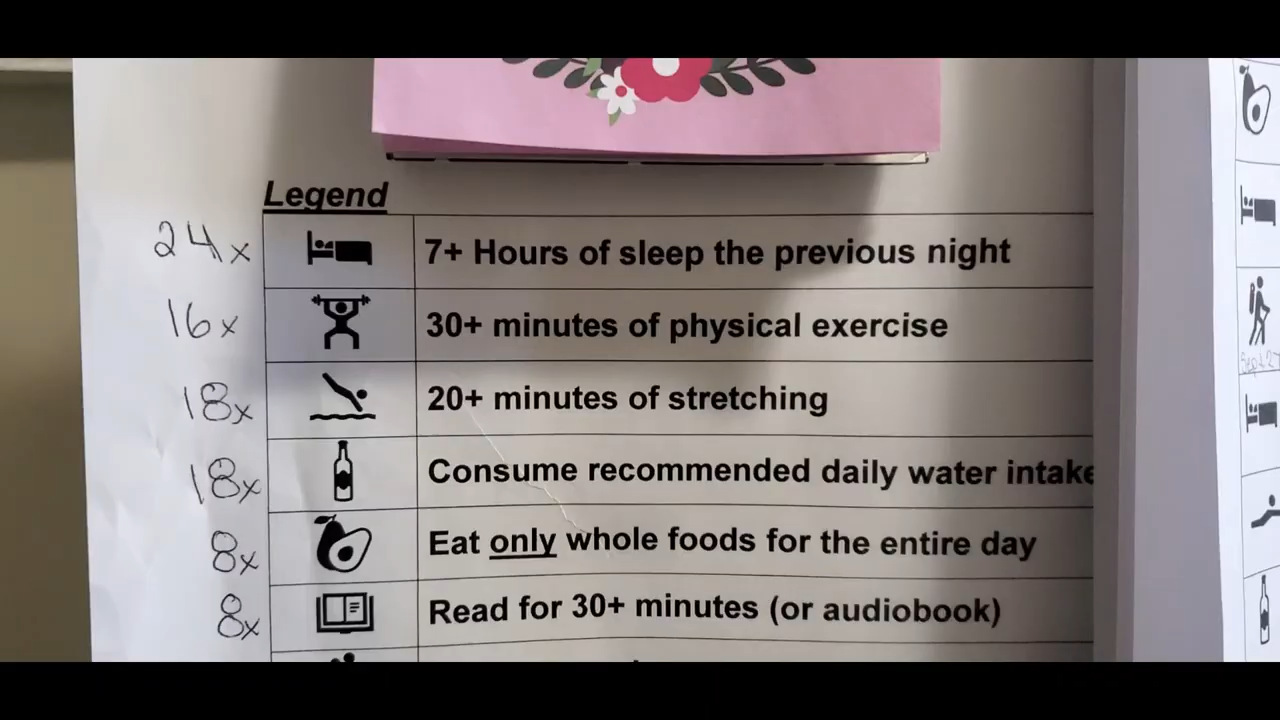 Legend
24x 7+ Hours of sleep the previous night
16x 30+ minutes of physical exercise
18x 20+ minutes of stretching
18x Consume recommended daily water intake
8x Eat only whole foods for the entire day
8x Read for 30+ minutes (or audiobook)